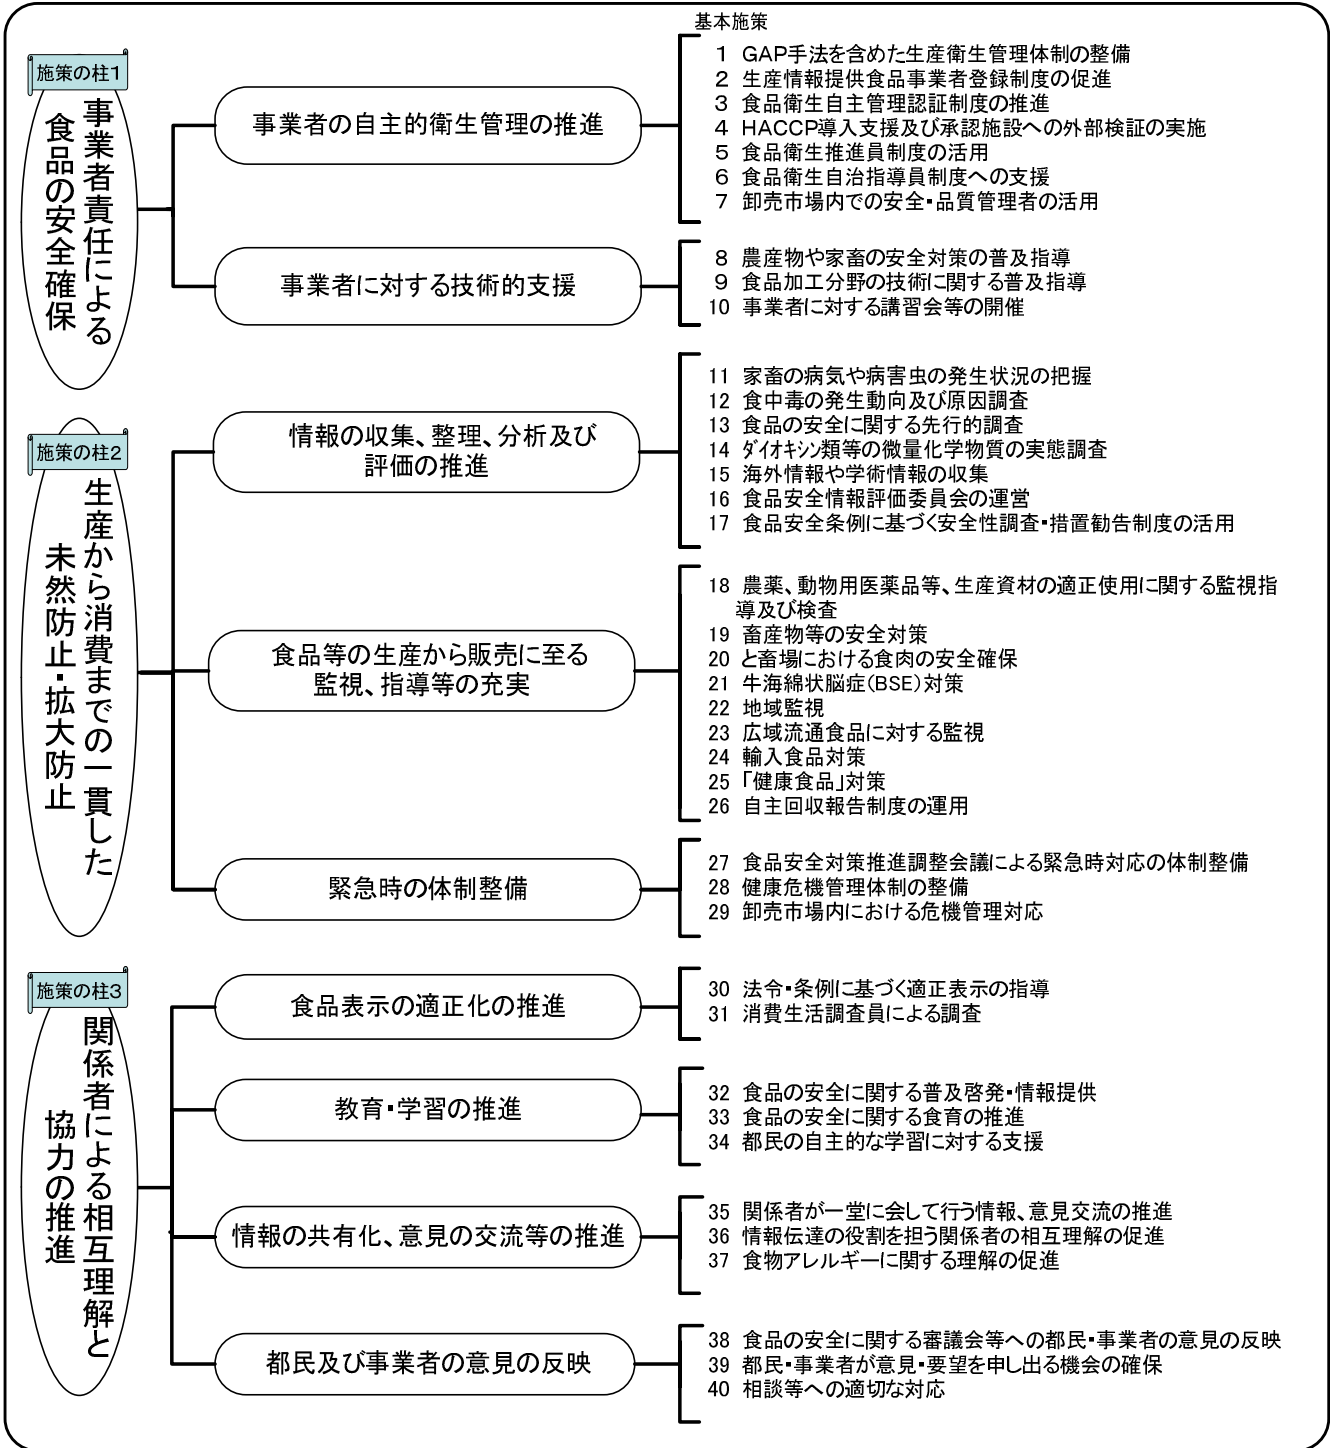 基本施策
施策の柱1
事業者責任による
食品の安全確保
事業者の自主的衛生管理の推進
1 GAP手法を含めた生産衛生管理体制の整備
2 生産情報提供食品事業者登録制度の促進
3 食品衛生自主管理認証制度の推進
4 HACCP導入支援及び承認施設への外部検証の実施
5 食品衛生推進員制度の活用
6 食品衛生自治指導員制度への支援
7 卸売市場内での安全・品質管理者の活用
事業者に対する技術的支援
8 農産物や家畜の安全対策の普及指導
9 食品加工分野の技術に関する普及指導
10 事業者に対する講習会等の開催
施策の柱2
生産から消費までの一貫した
未然防止・拡大防止
情報の収集、整理、分析及び
評価の推進
11 家畜の病気や病害虫の発生状況の把握
12 食中毒の発生動向及び原因調査
13 食品の安全に関する先行的調査
14 ダイオキシン類等の微量化学物質の実態調査
15 海外情報や学術情報の収集
16 食品安全情報評価委員会の運営
17 食品安全条例に基づく安全性調査・措置勧告制度の活用
食品等の生産から販売に至る
監視、指導等の充実
18 農薬、動物用医薬品等、生産資材の適正使用に関する監視指
導及び検査
19 畜産物等の安全対策
20 と畜場における食肉の安全確保
21 牛海綿状脳症(BSE)対策
22 地域監視
23 広域流通食品に対する監視
24 輸入食品対策
25 「健康食品」対策
26 自主回収報告制度の運用
緊急時の体制整備
27 食品安全対策推進調整会議による緊急時対応の体制整備
28 健康危機管理体制の整備
29 卸売市場内における危機管理対応
施策の柱3
関係者による相互理解と
協力の推進
食品表示の適正化の推進
30 法令・条例に基づく適正表示の指導
31 消費生活調査員による調査
教育・学習の推進
32 食品の安全に関する普及啓発・情報提供
33 食品の安全に関する食育の推進
34 都民の自主的な学習に対する支援
情報の共有化、意見の交流等の推進
35 関係者が一堂に会して行う情報、意見交流の推進
36 情報伝達の役割を担う関係者の相互理解の促進
37 食物アレルギーに関する理解の促進
都民及び事業者の意見の反映
38 食品の安全に関する審議会等への都民・事業者の意見の反映
39 都民・事業者が意見・要望を申し出る機会の確保
40 相談等への適切な対応